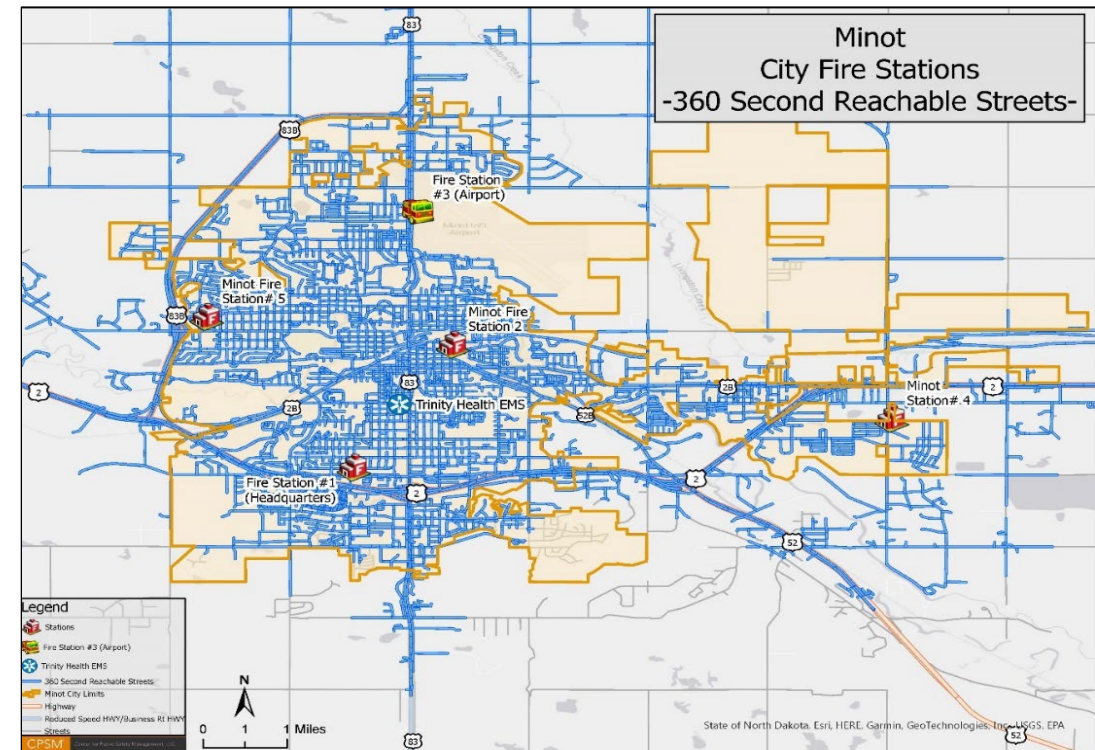 Minot
City Fire Stations
-360 Second Reachable Streets-
83
83B
Fire Station
#3 (Airport)
Minot Fire
Station# 5
83B
Minot Fire
Station 2
83
2
2B
Trinity Health EMS
52B
2B
Minot
Station#.4
2
Fire Station #1
(Headquarters)
2
2
52
Legend
Stations
Fire Station #3 (Airport)
Trinity Health EMS
360 Second Reachable Streets
Minot City Limits
Highway
Reduced Speed HWY/Business Rt HWY
Streets
CPSM
N
0 1 1 Miles
83
State of North Dakota. Esri, HERE. Garmin, GeoTechnologies, Inc., USGS. EPA
52